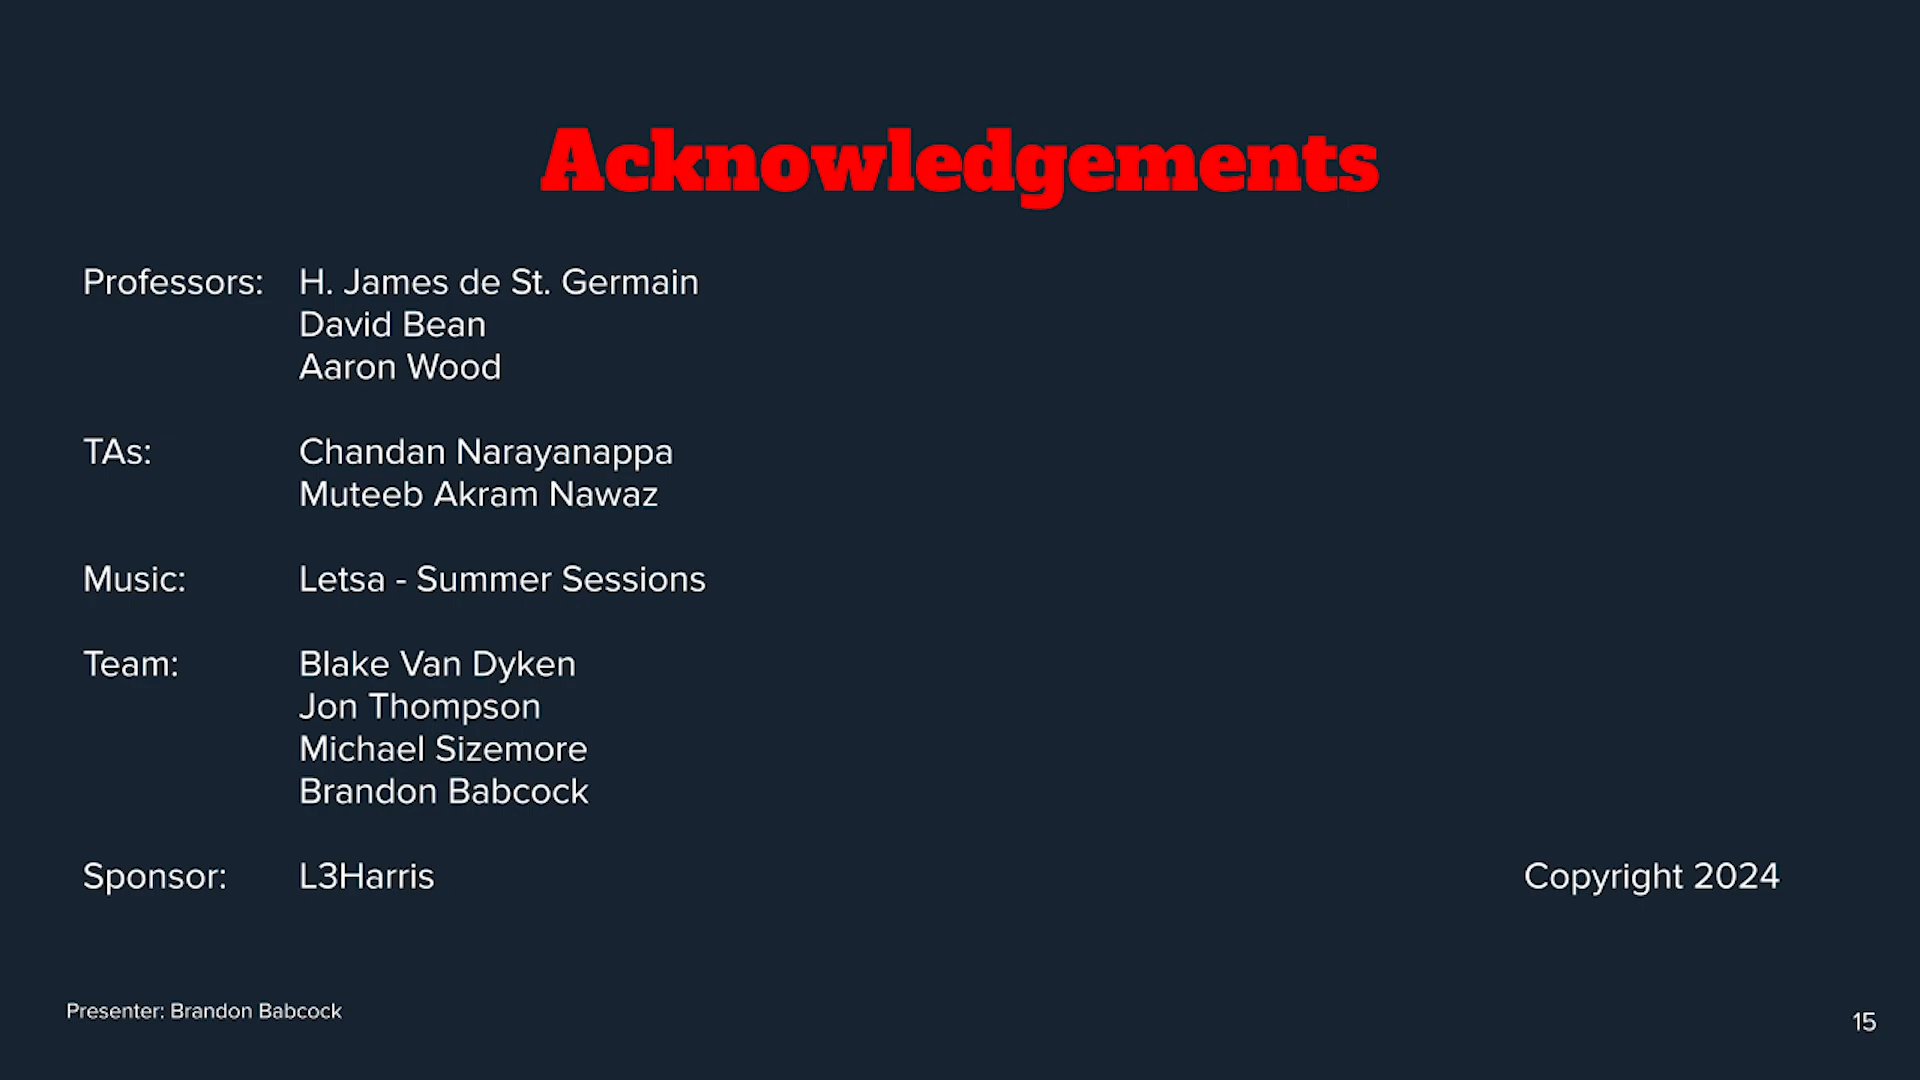 Acknowledgements
Professors: H. James de St. Germain
David Bean
Aaron Wood
TAs: Chandan Narayanappa
Muteeb Akram Nawaz
Music: Letsa - Summer Sessions
Team: Blake Van Dyken
Jon Thompson
Michael Sizemore
Brandon Babcock
Sponsor: L3Harris Copyright 2024
Presenter: Brandon Babcock
15